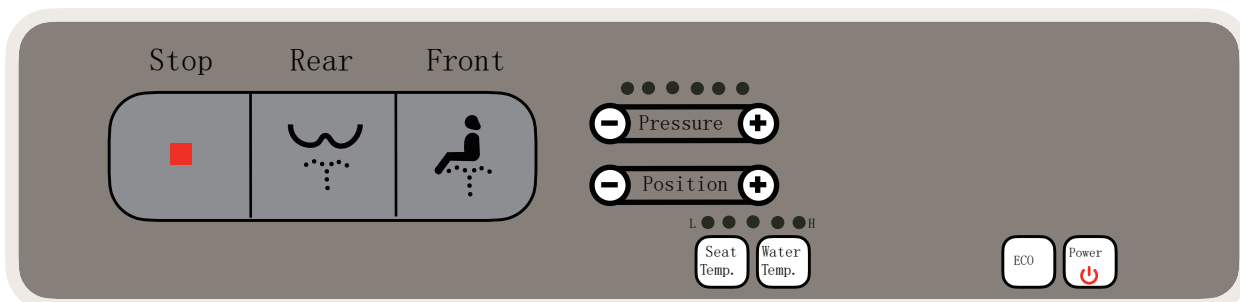 Stop Rear Front
Pressure
Position
L H
Seat Temp.
Water Temp.
ECO
Power